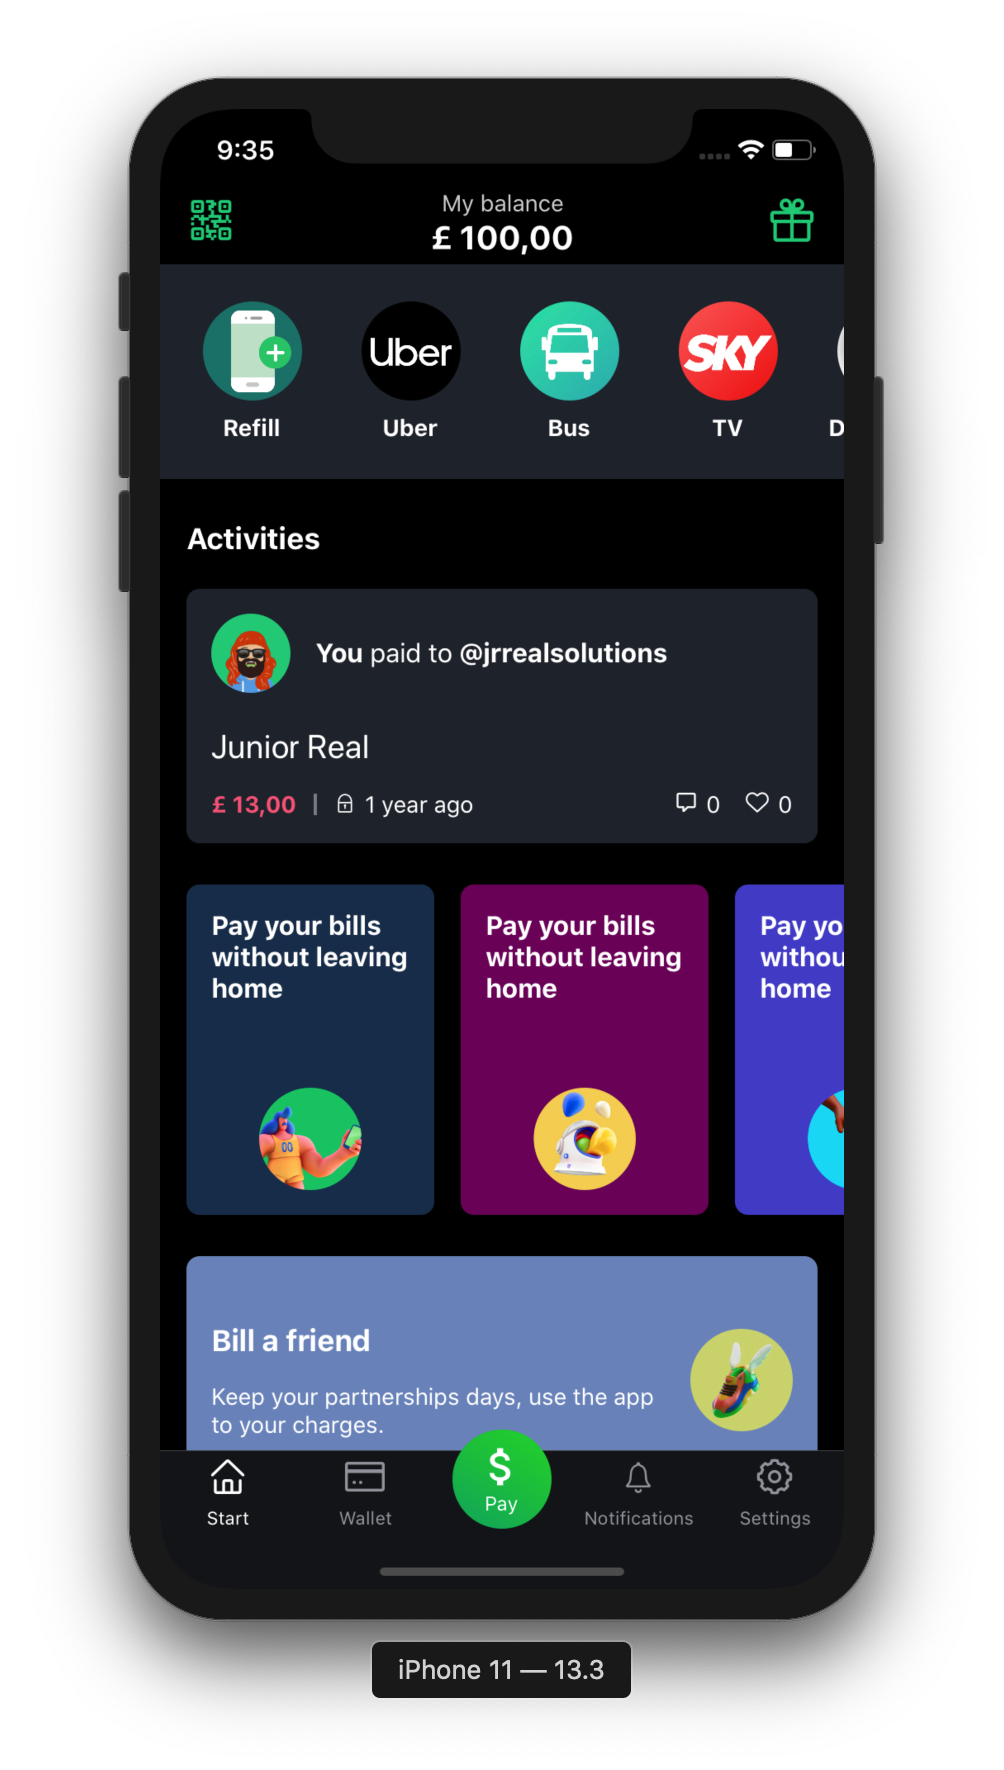 9:35
My balance
£ 100,00
Uber
SKY
Refill
Uber
Bus
TV
D
Activities
You paid to @jrrealsolutions
Junior Real
£ 13,00 | 1 year ago
0
0
Pay your bills
without leaving
home
Pay your bills
without leaving
home
Pay yo
withou
home
Bill a friend
Keep your partnerships days, use the app
to your charges.
Start
Wallet
$
Pay
Notifications
Settings
iPhone 11 — 13.3